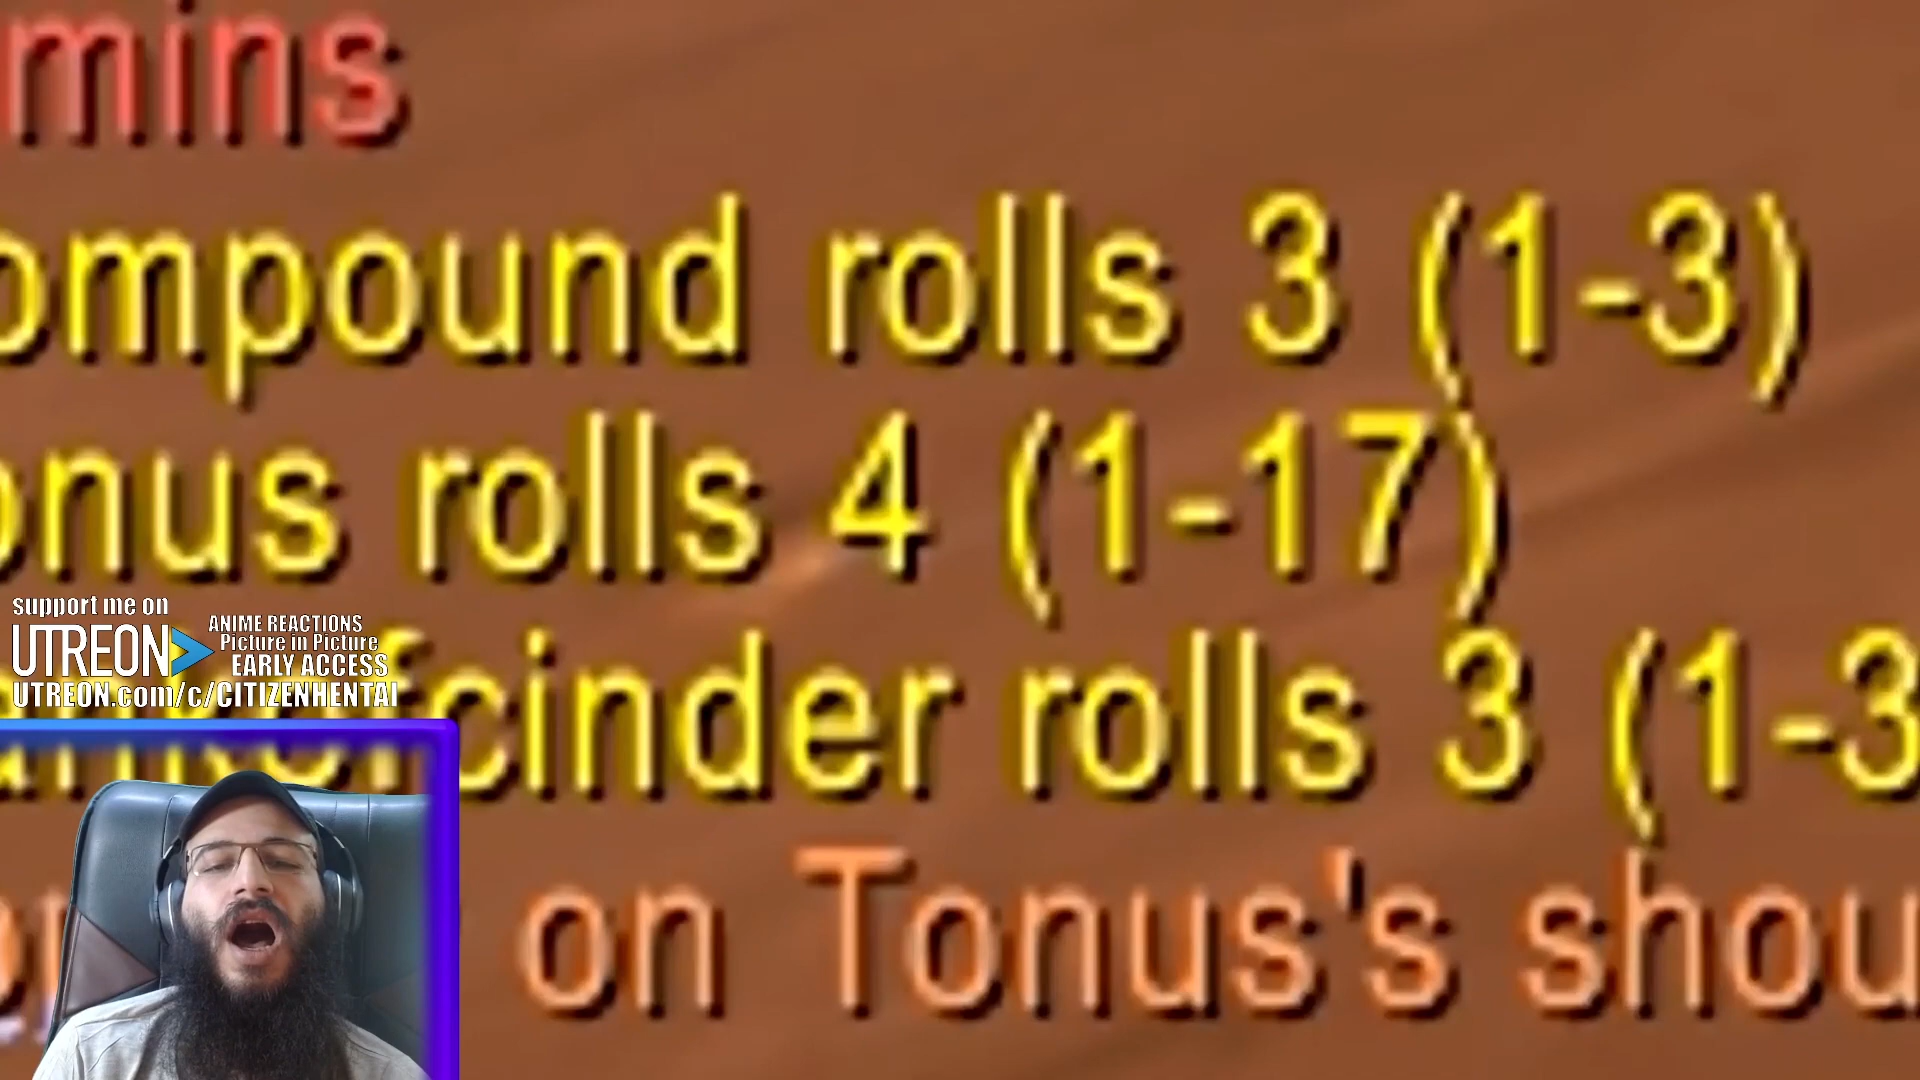 mins
ompound rolls 3 (1-3)
onus rolls 4 (1-17)
support me on
UTREON
ANIME REACTIONS
Picture in Picture
EARLY ACCESS
UTREON.com/c/CITIZENHENTAI
ofcinder rolls 3 (1-3
on Tonus's shou